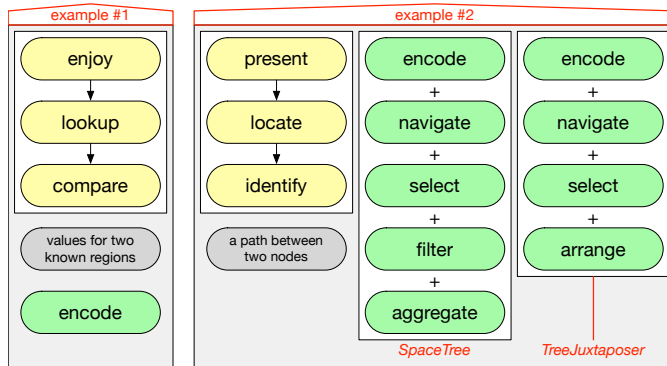 example #1
enjoy
lookup
compare
values for two
known regions
encode
example #2
present
locate
identify
a path between
two nodes
encode
+
navigate
+
select
+
filter
+
aggregate
SpaceTree
encode
+
navigate
+
select
+
arrange
TreeJuxtaposer